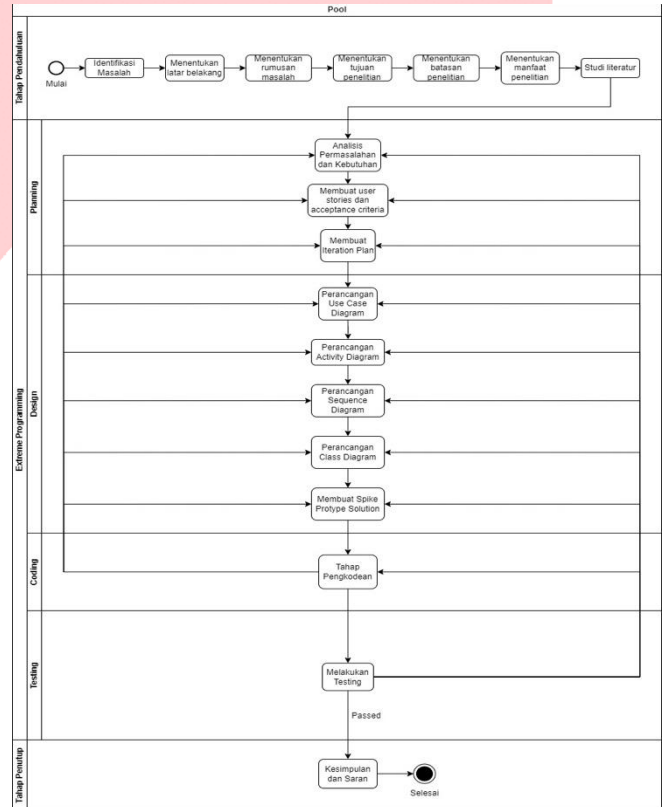 Pool
Tahap Pendahuluan
Mulai
Identifikasi
Masalah
Menentukan
latar belakang
Menentukan
rumusan
masalah
Menentukan
tujuan
penelitian
Menentukan
batasan
penelitian
Menentukan
manfaat
penelitian
Studi literatur
Extreme Programming
Planning
Analisis
Permasalahan
dan Kebutuhan
Membuat user
stories dan
acceptance criteria
Membuat
Iteration Plan
Design
Perancangan
Use Case
Diagram
Perancangan
Activity Diagram
Perancangan
Sequence
Diagram
Perancangan
Class Diagram
Membuat Spike
Protype Solution
Coding
Tahap
Pengkodean
Testing
Melakukan
Testing
Passed
Tahap Penutup
Kesimpulan
dan Saran
Selesai